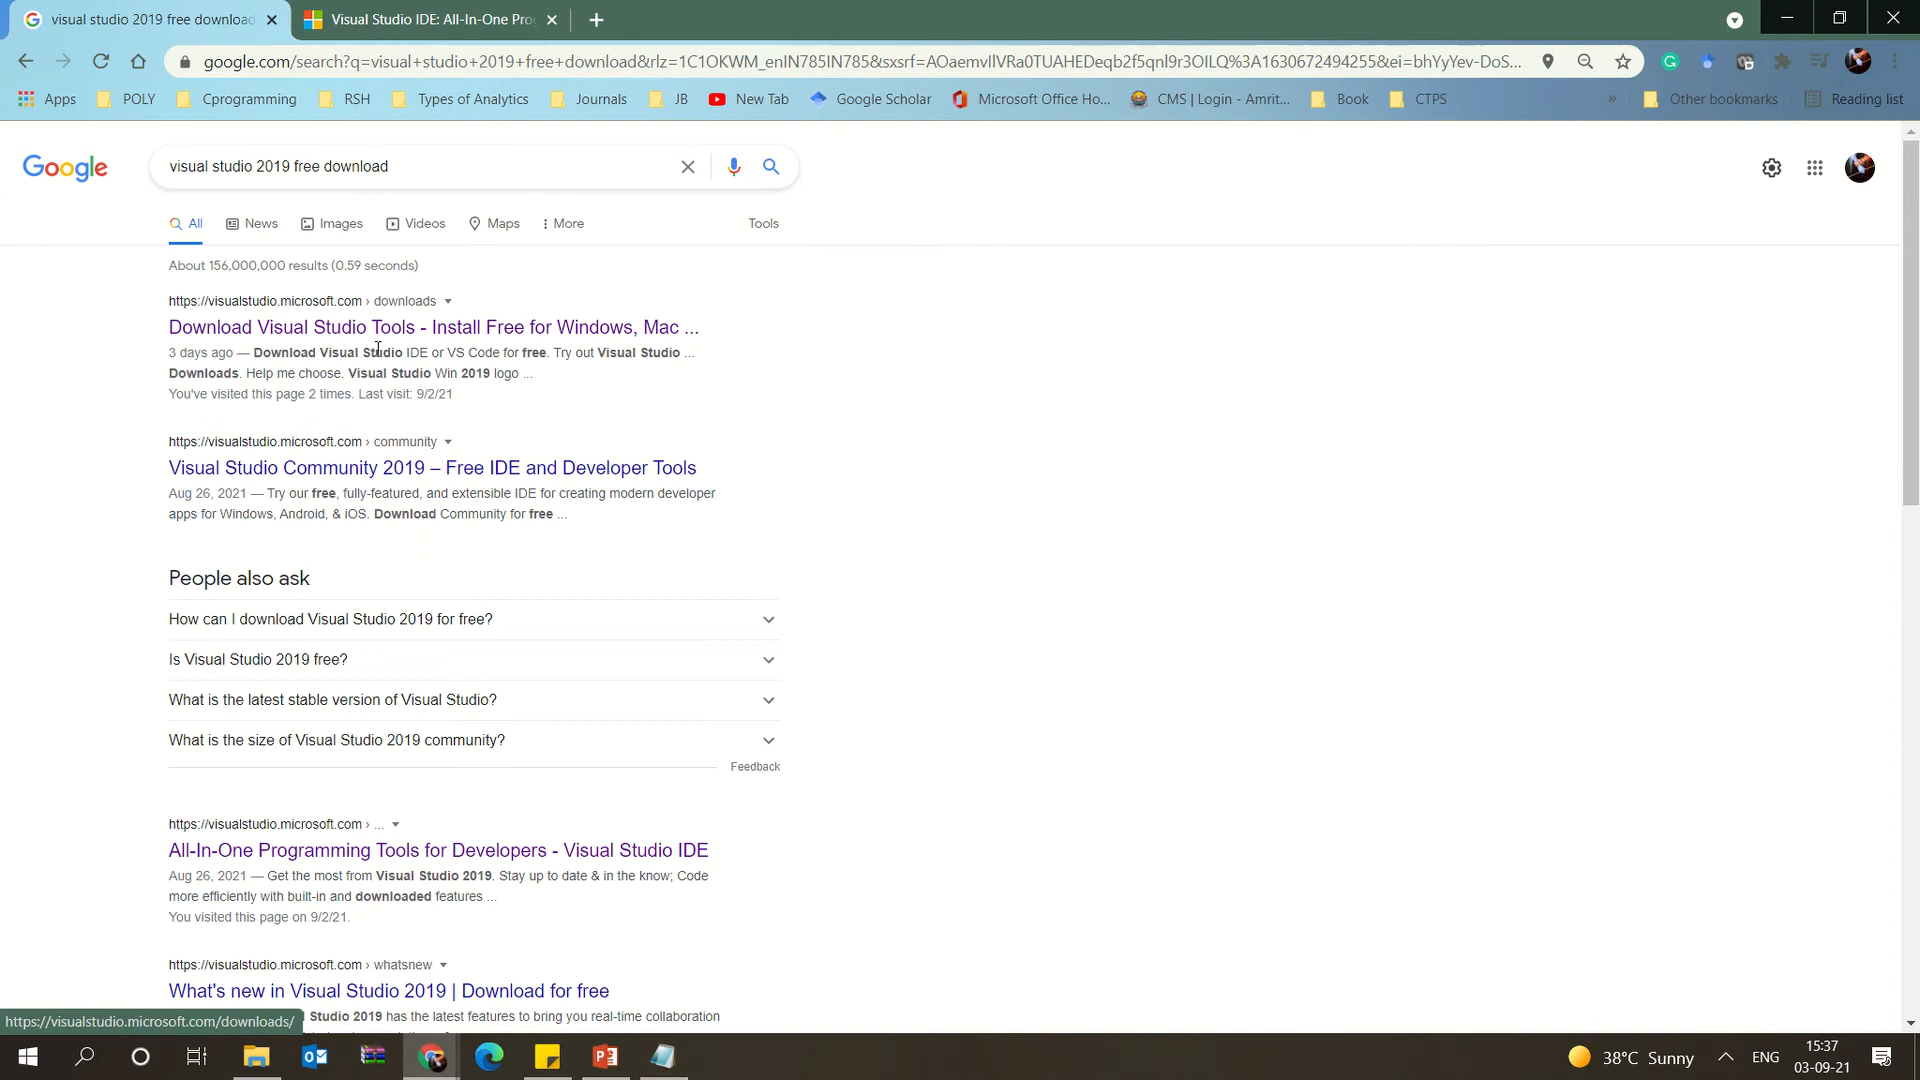 visual studio 2019 free download
Visual Studio IDE: All-In-One Pro
google.com/search?q=visual+studio+2019+free+download&rlz=1C1OKWM_enIN785IN785&sxsrf=AOaemvIlVRa0TUAHEDeqb2f5qnl9r3OILQ%3A1630672494255&ei=bhYyYev-DoS...
Apps POLY Cprogramming RSH Types of Analytics Journals JB New Tab Google Scholar Microsoft Office Ho... CMS | Login - Amrit... Book CTPS » Other bookmarks Reading list
Google visual studio 2019 free download
All News Images Videos Maps More Tools
About 156,000,000 results (0.59 seconds)
https://visualstudio.microsoft.com › downloads
Download Visual Studio Tools - Install Free for Windows, Mac ...
3 days ago — Download Visual Studio IDE or VS Code for free. Try out Visual Studio ...
Downloads. Help me choose. Visual Studio Win 2019 logo ...
You've visited this page 2 times. Last visit: 9/2/21
https://visualstudio.microsoft.com › community
Visual Studio Community 2019 – Free IDE and Developer Tools
Aug 26, 2021 — Try our free, fully-featured, and extensible IDE for creating modern developer
apps for Windows, Android, & iOS. Download Community for free ...
People also ask
How can I download Visual Studio 2019 for free?
Is Visual Studio 2019 free?
What is the latest stable version of Visual Studio?
What is the size of Visual Studio 2019 community?
Feedback
https://visualstudio.microsoft.com › ...
All-In-One Programming Tools for Developers - Visual Studio IDE
Aug 26, 2021 — Get the most from Visual Studio 2019. Stay up to date & in the know; Code
more efficiently with built-in and downloaded features ...
You visited this page on 9/2/21.
https://visualstudio.microsoft.com › whatsnew
What's new in Visual Studio 2019 | Download for free
Studio 2019 has the latest features to bring you real-time collaboration
https://visualstudio.microsoft.com/downloads/
38°C Sunny ENG
15:37
03-09-21